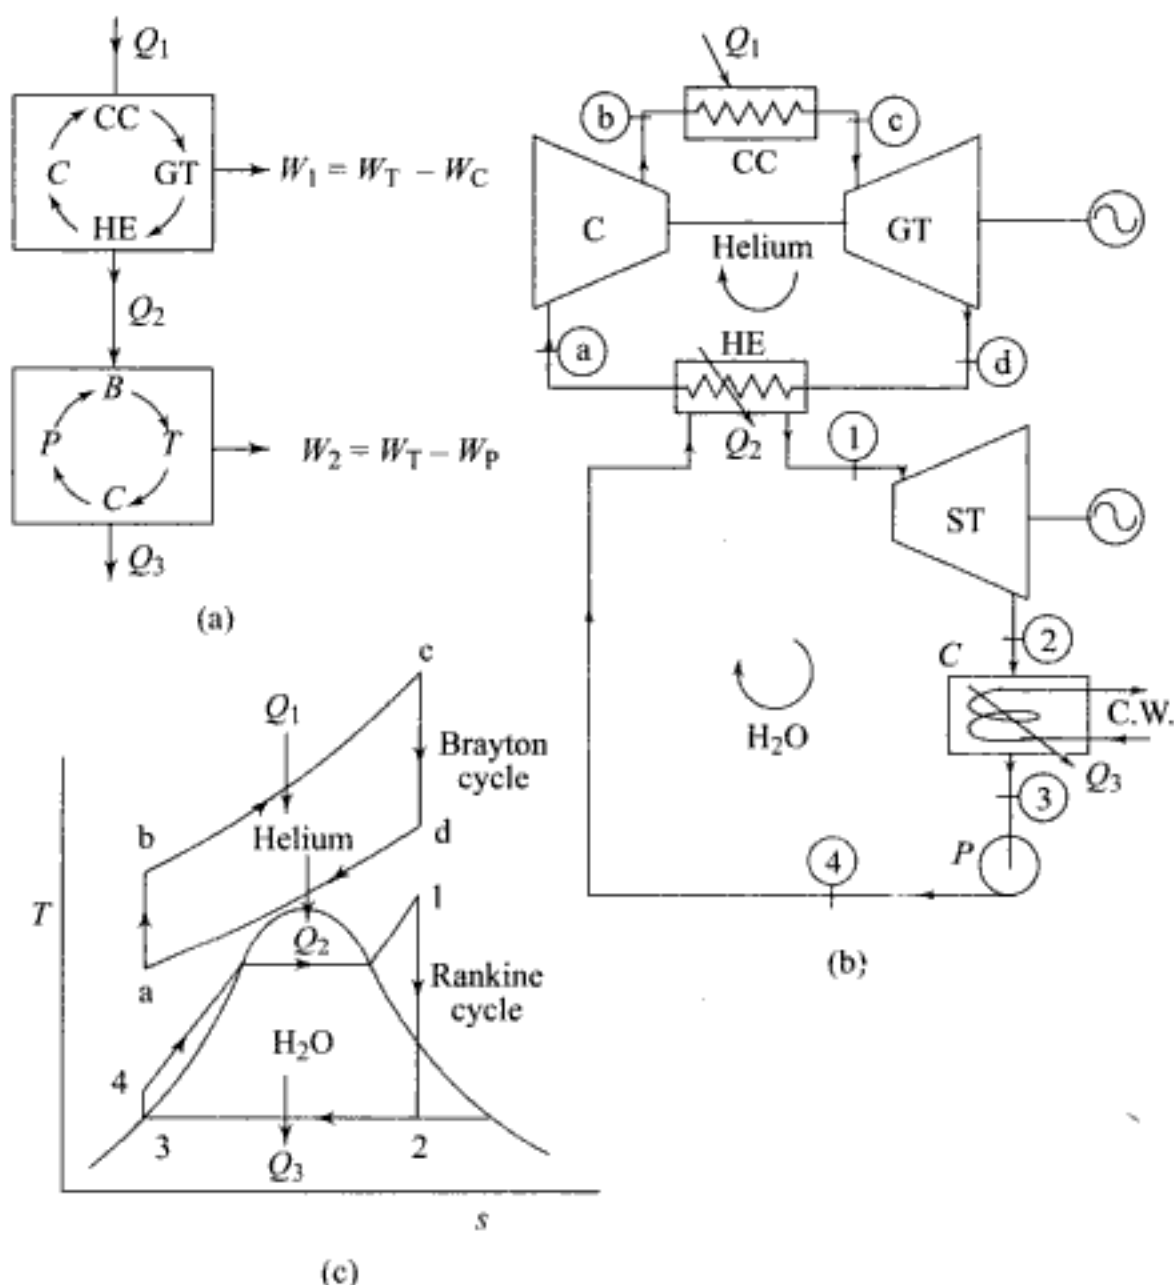 Q1
CC
C
GT
HE
W1 = WT – WC
Q2
B
P
T
C
W2 = WT – WP
Q3
(a)
Q1
b
c
CC
C
GT
Helium
a
HE
d
Q2
1
ST
2
C
C.W.
H2O
Q3
3
P
4
(b)
c
Q1
Brayton
cycle
b
Helium
d
T
1
Q2
a
Rankine
cycle
H2O
4
3
2
Q3
s
(c)